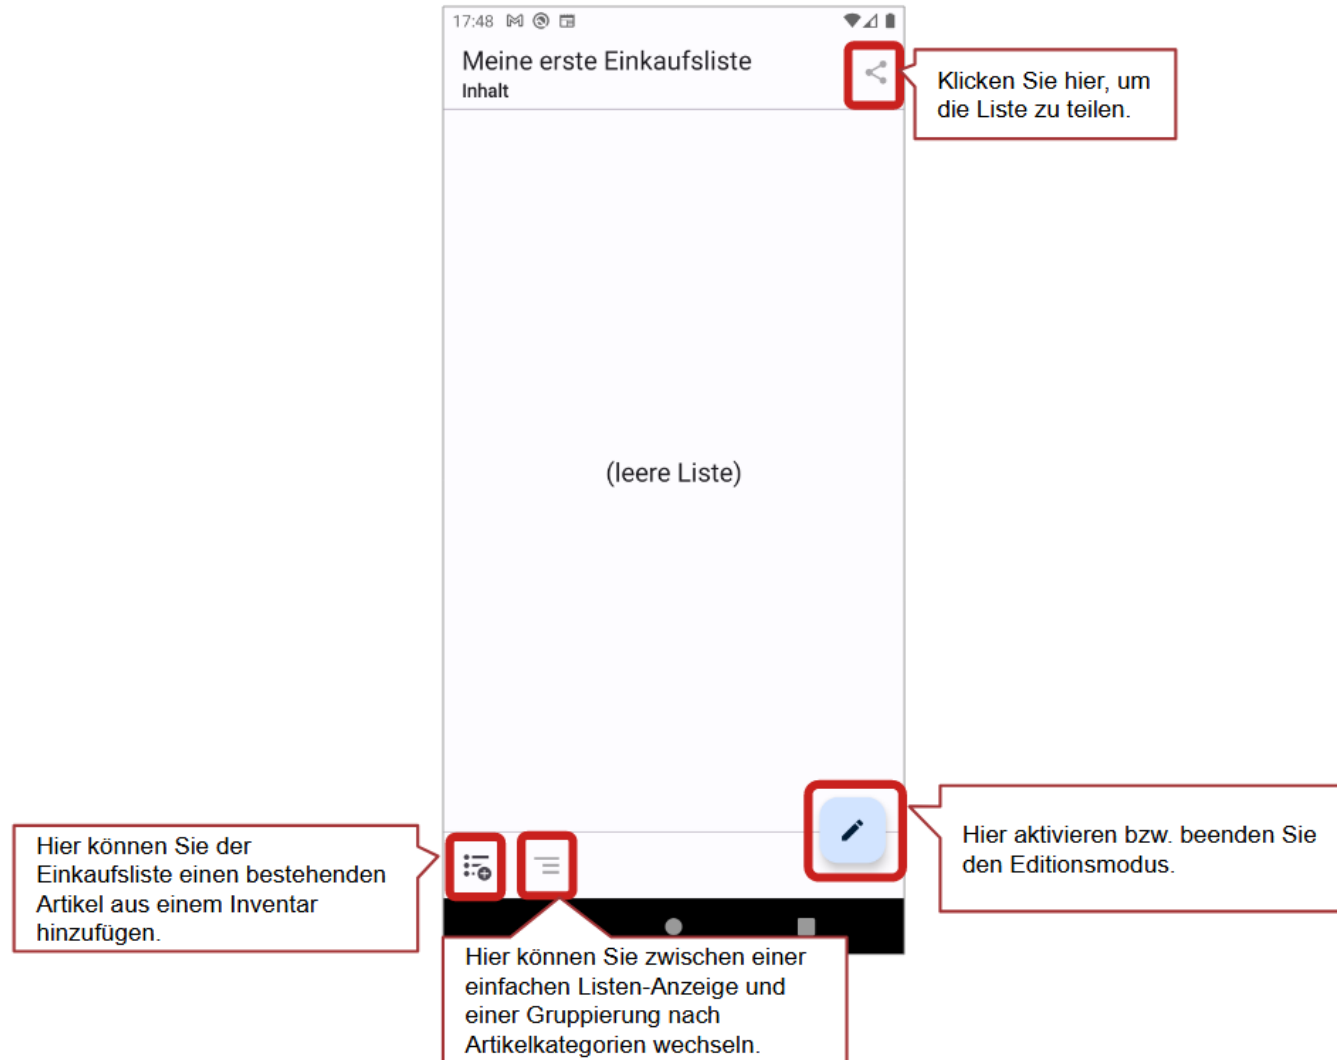 17:48
Meine erste Einkaufsliste
Inhalt
Klicken Sie hier, um
die Liste zu teilen.
(leere Liste)
Hier aktivieren bzw. beenden Sie
den Editionsmodus.
Hier können Sie der
Einkaufsliste einen bestehenden
Artikel aus einem Inventar
hinzufügen.
Hier können Sie zwischen einer
einfachen Listen-Anzeige und
einer Gruppierung nach
Artikelkategorien wechseln.